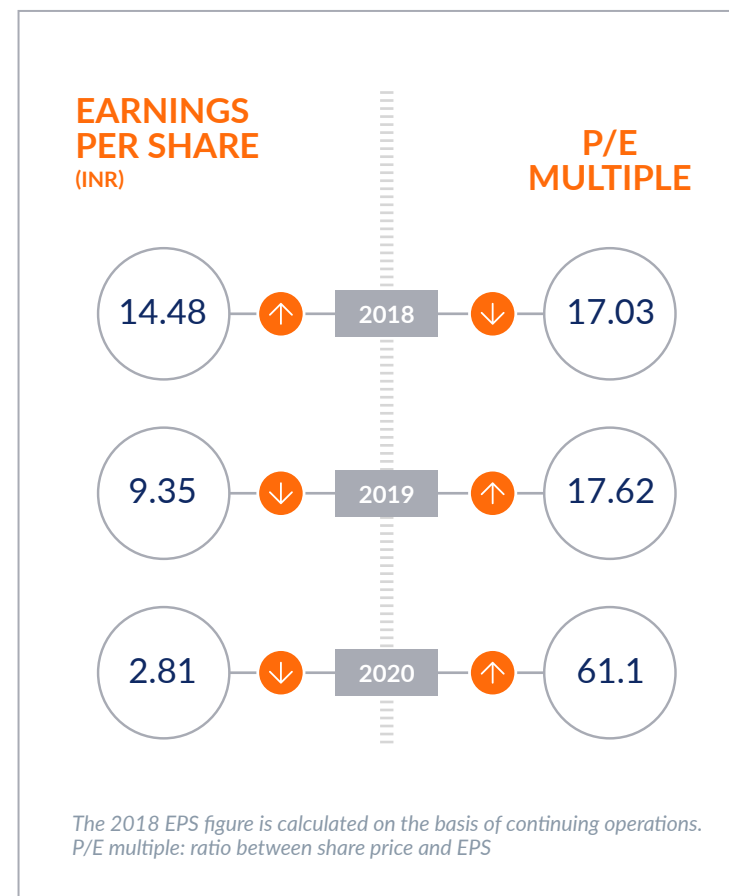 EARNINGS
PER SHARE
(INR)
P/E
MULTIPLE
14.48
2018
17.03
9.35
2019
17.62
2.81
2020
61.1
The 2018 EPS figure is calculated on the basis of continuing operations.
P/E multiple: ratio between share price and EPS